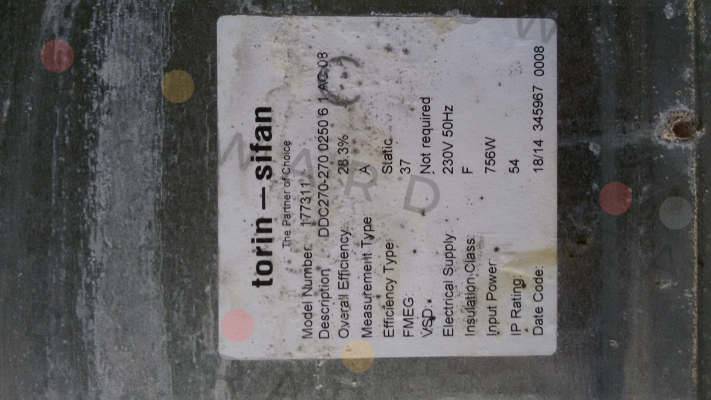 torin – sifan
The Partner of Choice
Model Number: 177311
Description DDC270-270 0250 6 1 AC 08
Overall Efficiency: 28.3%
Measurement Type: A
Efficiency Type: Static
FMEG: 37
VSD: Not required
Electrical Supply: 230V 50Hz
Insulation Class: F
Input Power: 756W
IP Rating: 54
Date Code: 18/14 345967 0008